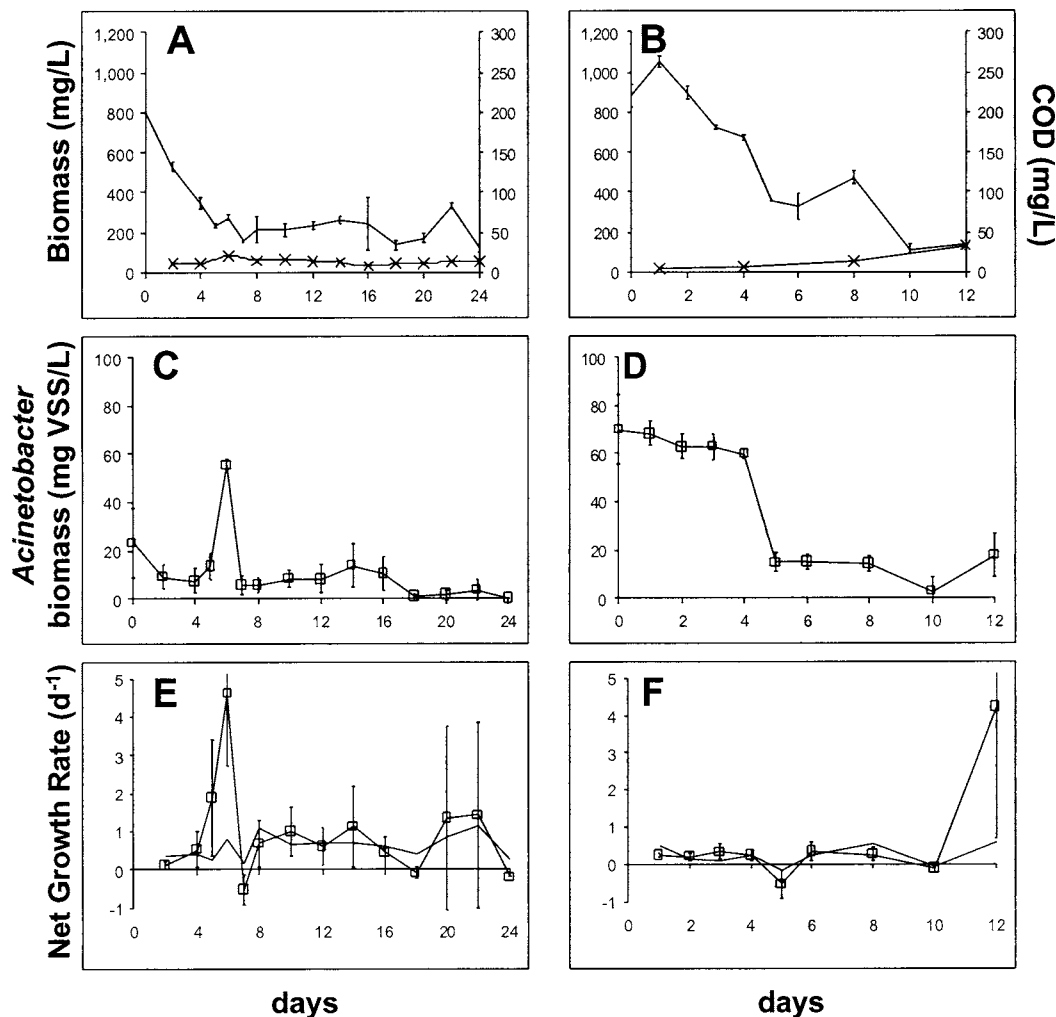 A
B
Biomass (mg/L)
1,200
1,000
800
600
400
200
0
300
250
200
150
100
50
0
0 4 8 12 16 20 24
1,200
1,000
800
600
400
200
0
300
250
200
150
100
50
0
0 2 4 6 8 10 12
COD (mg/L)
C
D
Acinetobacter
biomass (mg VSS/L)
100
80
60
40
20
0
0 4 8 12 16 20 24
100
80
60
40
20
0
0 2 4 6 8 10 12
E
F
Net Growth Rate (d-1)
5
4
3
2
1
0
-1
0 4 8 12 16 20 24
5
4
3
2
1
0
-1
0 2 4 6 8 10 12
days
days